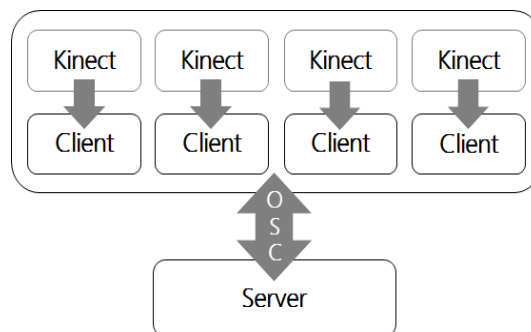 Kinect Kinect Kinect Kinect
Client Client Client Client
O
S
C
Server